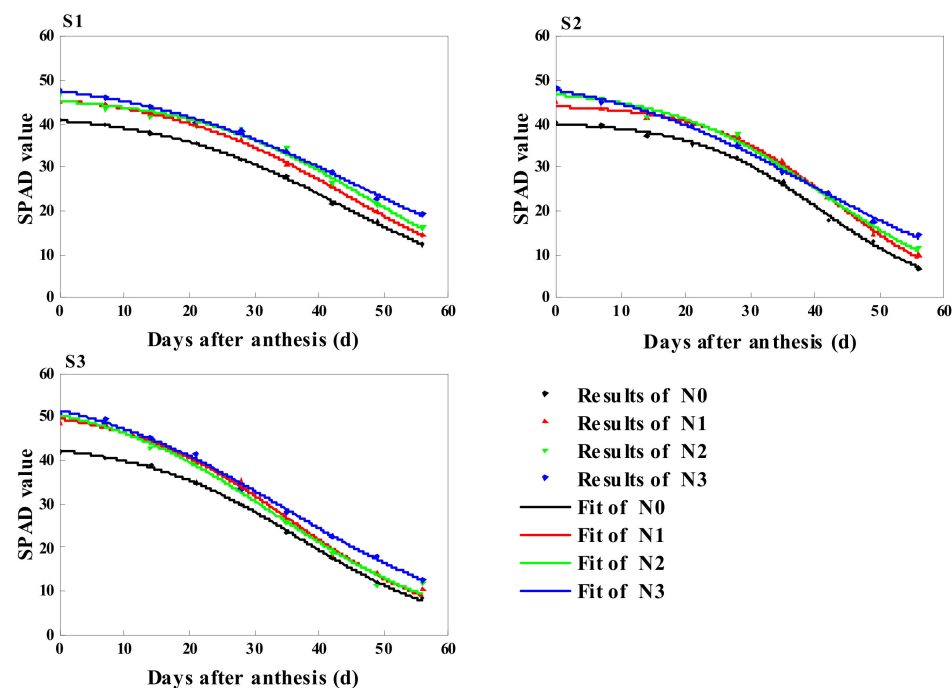 S1
60
50
40
30
20
10
0
SPAD value
0 10 20 30 40 50 60
Days after anthesis (d)
S2
60
50
40
30
20
10
0
SPAD value
0 10 20 30 40 50 60
Days after anthesis (d)
S3
60
50
40
30
20
10
0
SPAD value
0 10 20 30 40 50 60
Days after anthesis (d)
Results of N0
Results of N1
Results of N2
Results of N3
Fit of N0
Fit of N1
Fit of N2
Fit of N3